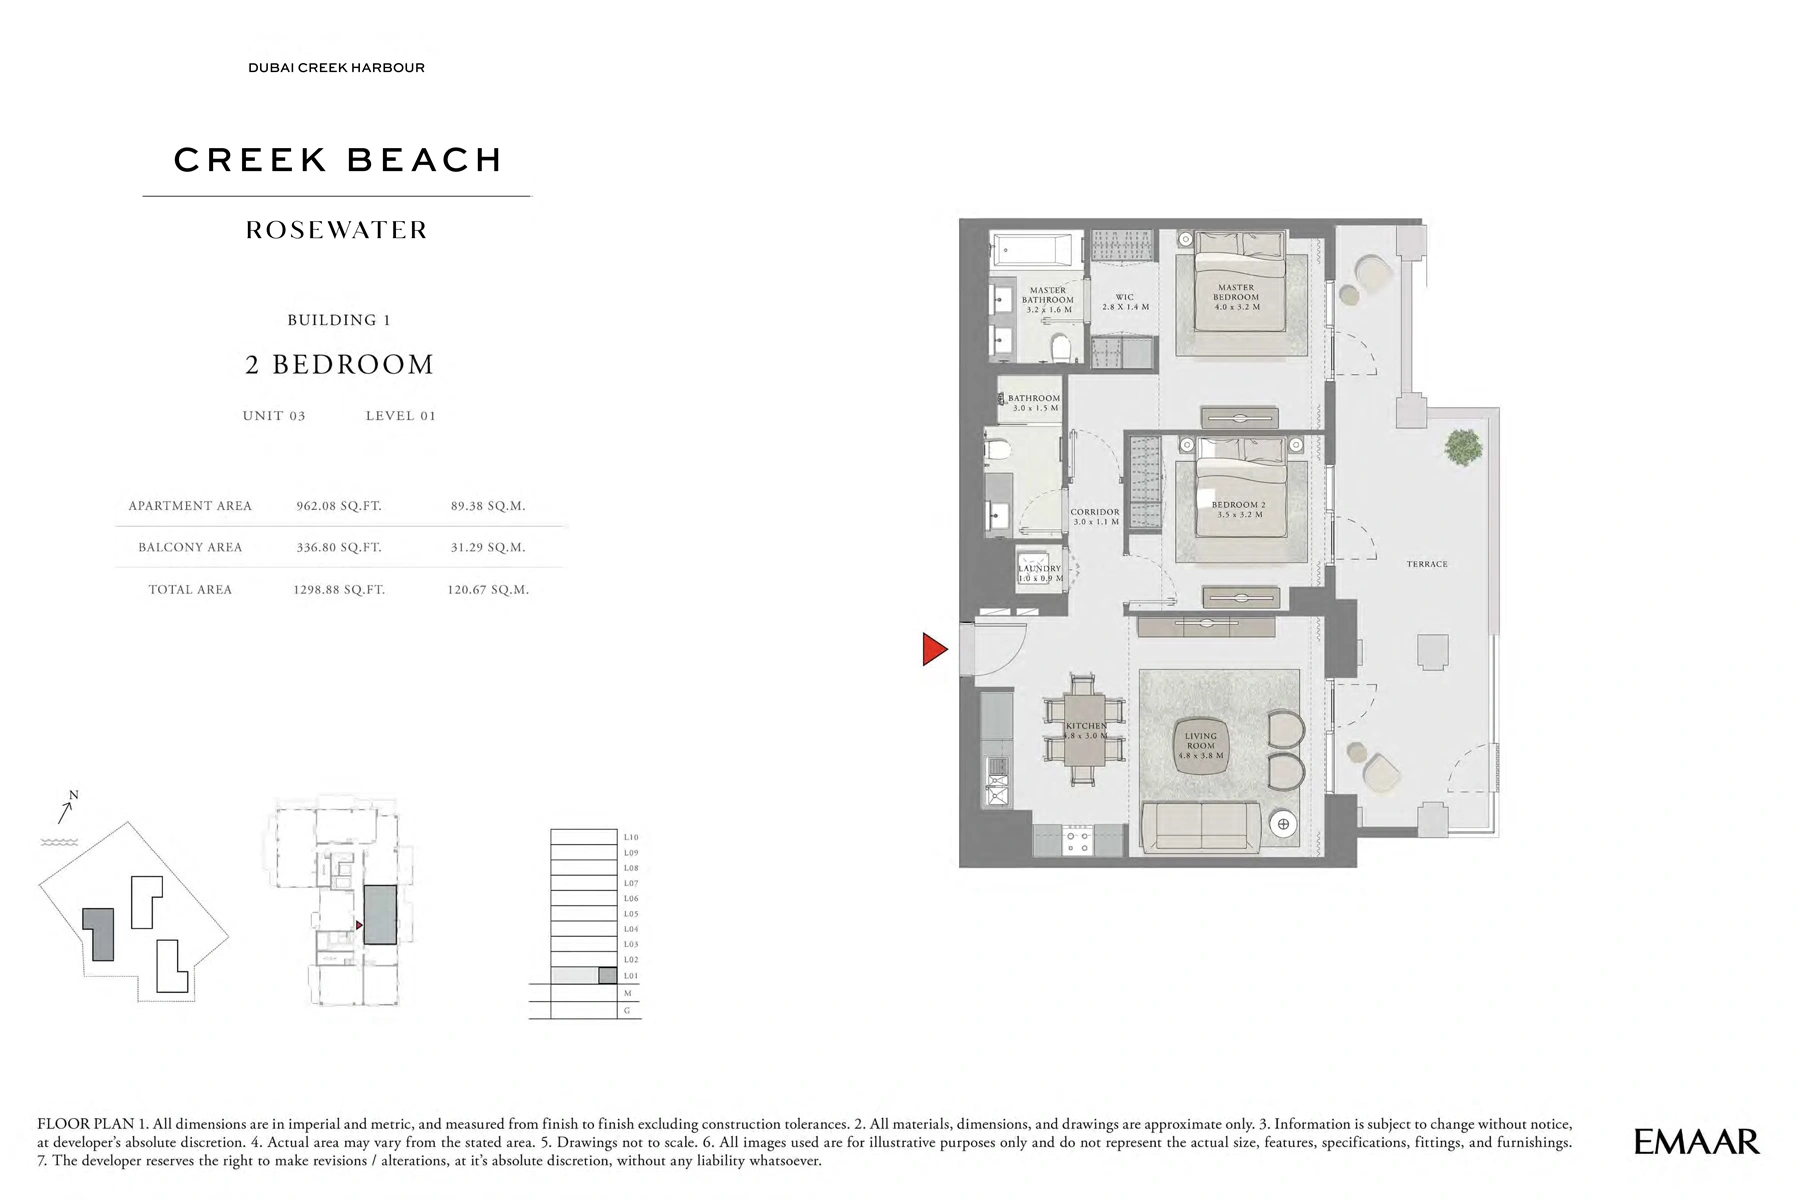 DUBAI CREEK HARBOUR
CREEK BEACH
ROSEWATER
BUILDING 1
2 BEDROOM
UNIT 03 LEVEL 01
APARTMENT AREA 962.08 SQ.FT. 89.38 SQ.M.
BALCONY AREA 336.80 SQ.FT. 31.29 SQ.M.
TOTAL AREA 1298.88 SQ.FT. 120.67 SQ.M.
MASTER
BATHROOM
3.2 x 1.6 M
WIC
2.8 X 1.4 M
MASTER
BEDROOM
4.0 x 3.2 M
BATHROOM
3.0 x 1.5 M
CORRIDOR
3.0 x 1.1 M
BEDROOM 2
3.5 x 3.2 M
LAUNDRY
1.0 x 0.9 M
TERRACE
KITCHEN
4.8 x 3.0 M
LIVING
ROOM
4.8 x 3.8 M
N
L10
L09
L08
L07
L06
L05
L04
L03
L02
L01
M
G
FLOOR PLAN 1. All dimensions are in imperial and metric, and measured from finish to finish excluding construction tolerances. 2. All materials, dimensions, and drawings are approximate only. 3. Information is subject to change without notice,
at developer's absolute discretion. 4. Actual area may vary from the stated area. 5. Drawings not to scale. 6. All images used are for illustrative purposes only and do not represent the actual size, features, specifications, fittings, and furnishings.
7. The developer reserves the right to make revisions / alterations, at it's absolute discretion, without any liability whatsoever.
EMAAR